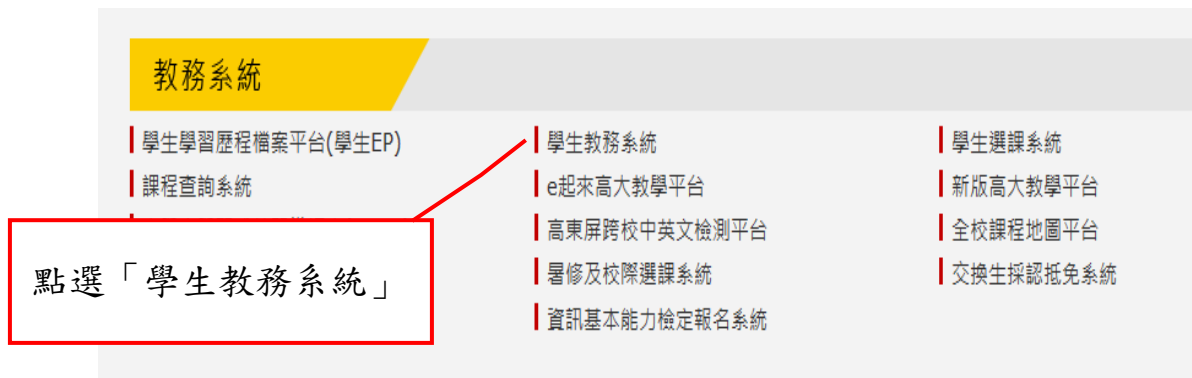 教務系統
學生學習歷程檔案平台(學生EP)
學生教務系統
學生選課系統
課程查詢系統
e起來高大教學平台
新版高大教學平台
高東屏跨校中英文檢測平台
全校課程地圖平台
點選「學生教務系統」
暑修及校際選課系統
交換生採認抵免系統
資訊基本能力檢定報名系統